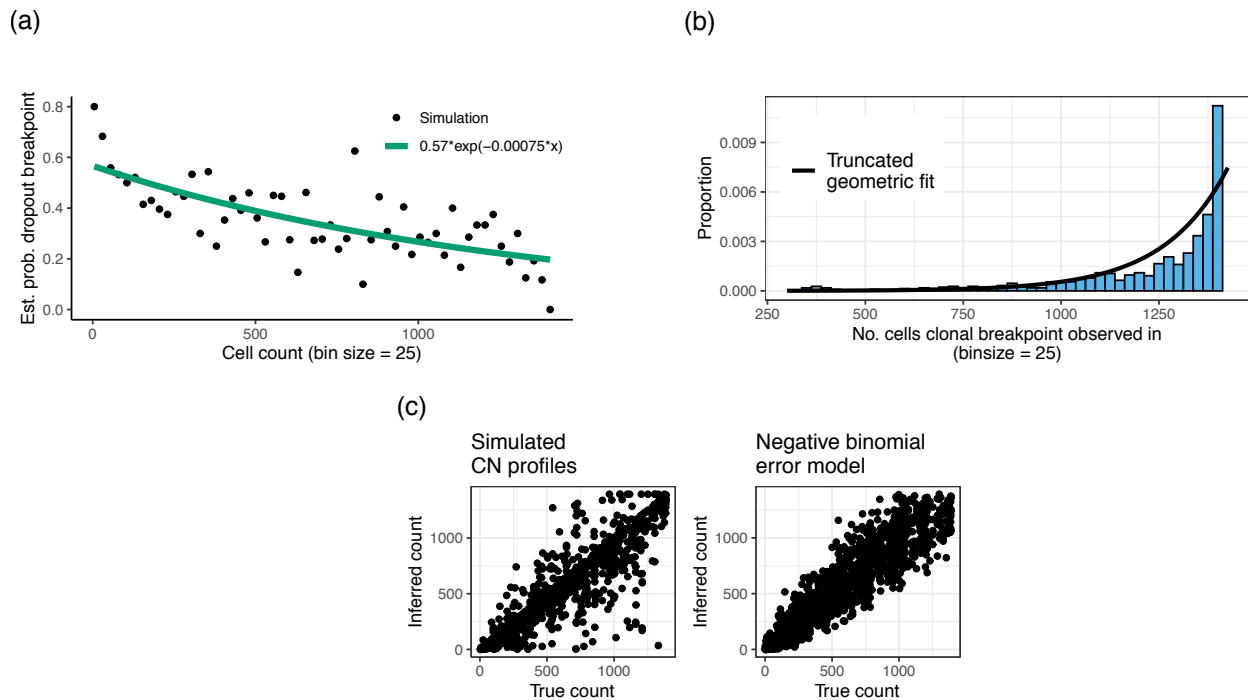 (a)
Est. prob. dropout breakpoint
0.8
0.6
0.4
0.2
0.0
Simulation
0.57*exp(−0.00075*x)
0
500
1000
Cell count (bin size = 25)
(b)
Proportion
0.009
0.006
0.003
0.000
Truncated
geometric fit
250
500
750
1000
1250
No. cells clonal breakpoint observed in
(binsize = 25)
(c)
Simulated
CN profiles
Inferred count
1000
500
0
0
500
1000
True count
Negative binomial
error model
Inferred count
1000
500
0
0
500
1000
True count